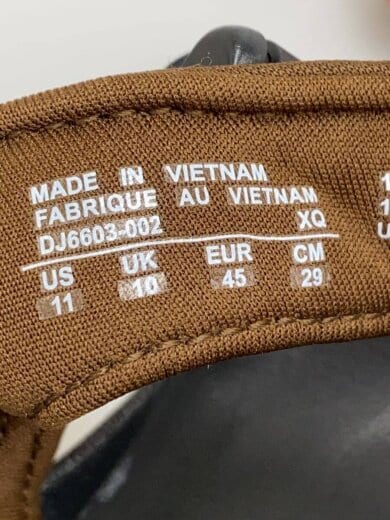 MADE IN VIETNAM
FABRIQUE AU VIETNAM
DJ6603-002 XQ
US UK EUR CM
11 10 45 29